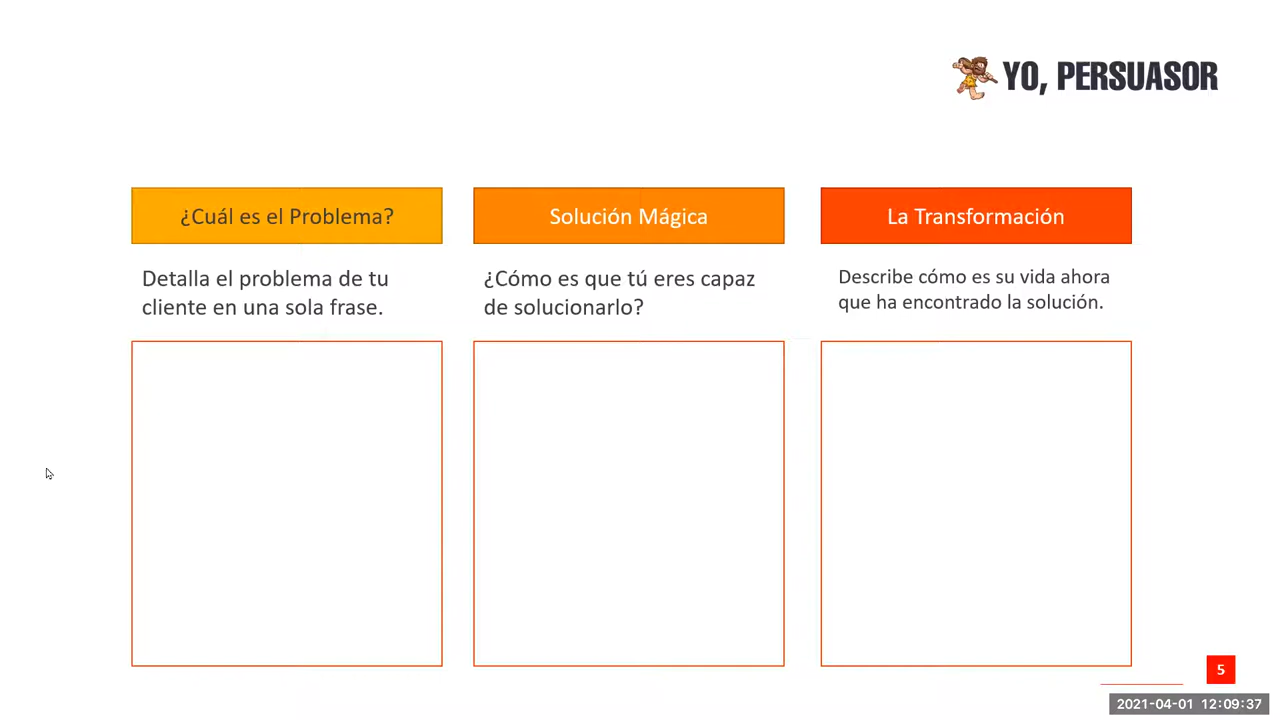 YO, PERSUASOR
¿Cuál es el Problema?
Detalla el problema de tu
cliente en una sola frase.
Solución Mágica
¿Cómo es que tú eres capaz
de solucionarlo?
La Transformación
Describe cómo es su vida ahora
que ha encontrado la solución.
5
2021-04-01 12:09:37